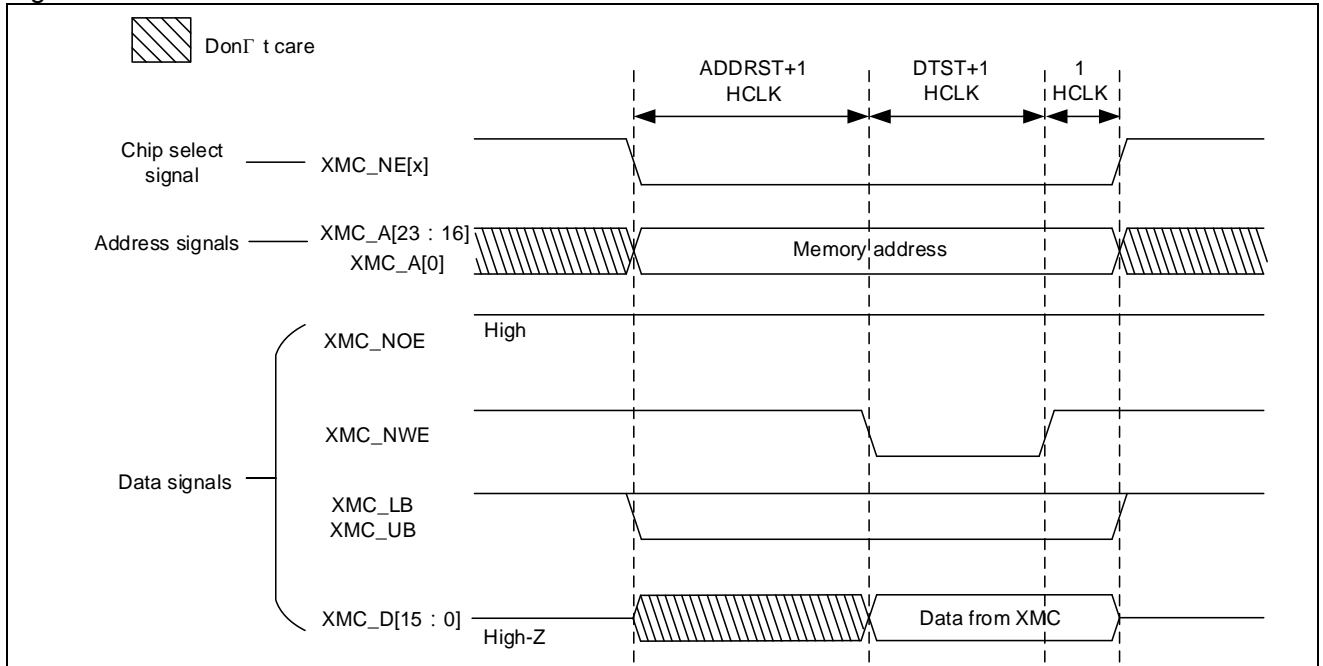 DonΓ t care
ADDRST+1
HCLK
DTST+1
HCLK
1
HCLK
Chip select
signal
XMC_NE[x]
Address signals
XMC_A[23 : 16]
XMC_A[0]
Memory address
XMC_NOE
High
XMC_NWE
Data signals
XMC_LB
XMC_UB
XMC_D[15 : 0]
High-Z
Data from XMC